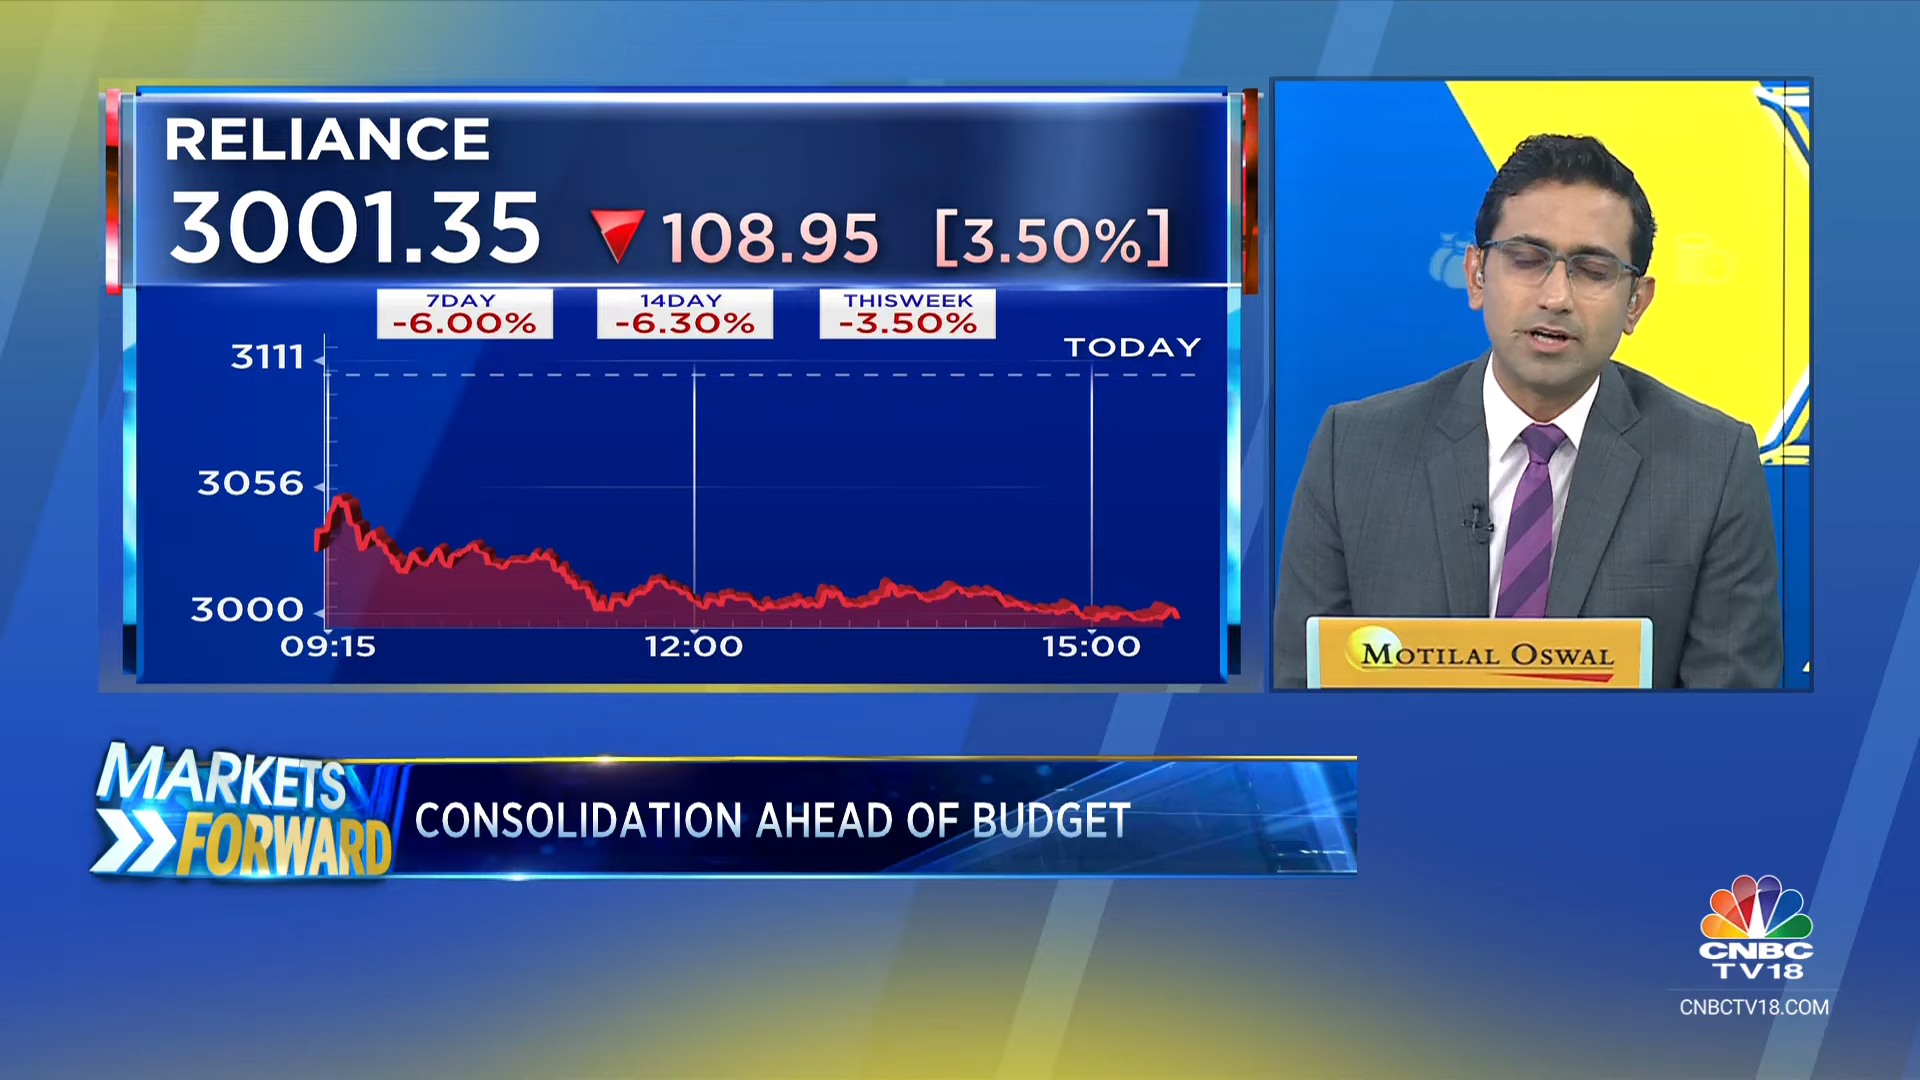 RELIANCE
3001.35 ▼ 108.95 [3.50%]
7DAY
-6.00%
14DAY
-6.30%
THISWEEK
-3.50%
TODAY
3111
3056
3000
09:15 12:00 15:00
MOTILAL OSWAL
MARKETS
FORWARD
CONSOLIDATION AHEAD OF BUDGET
CNBC
TV18
CNBCTV18.COM